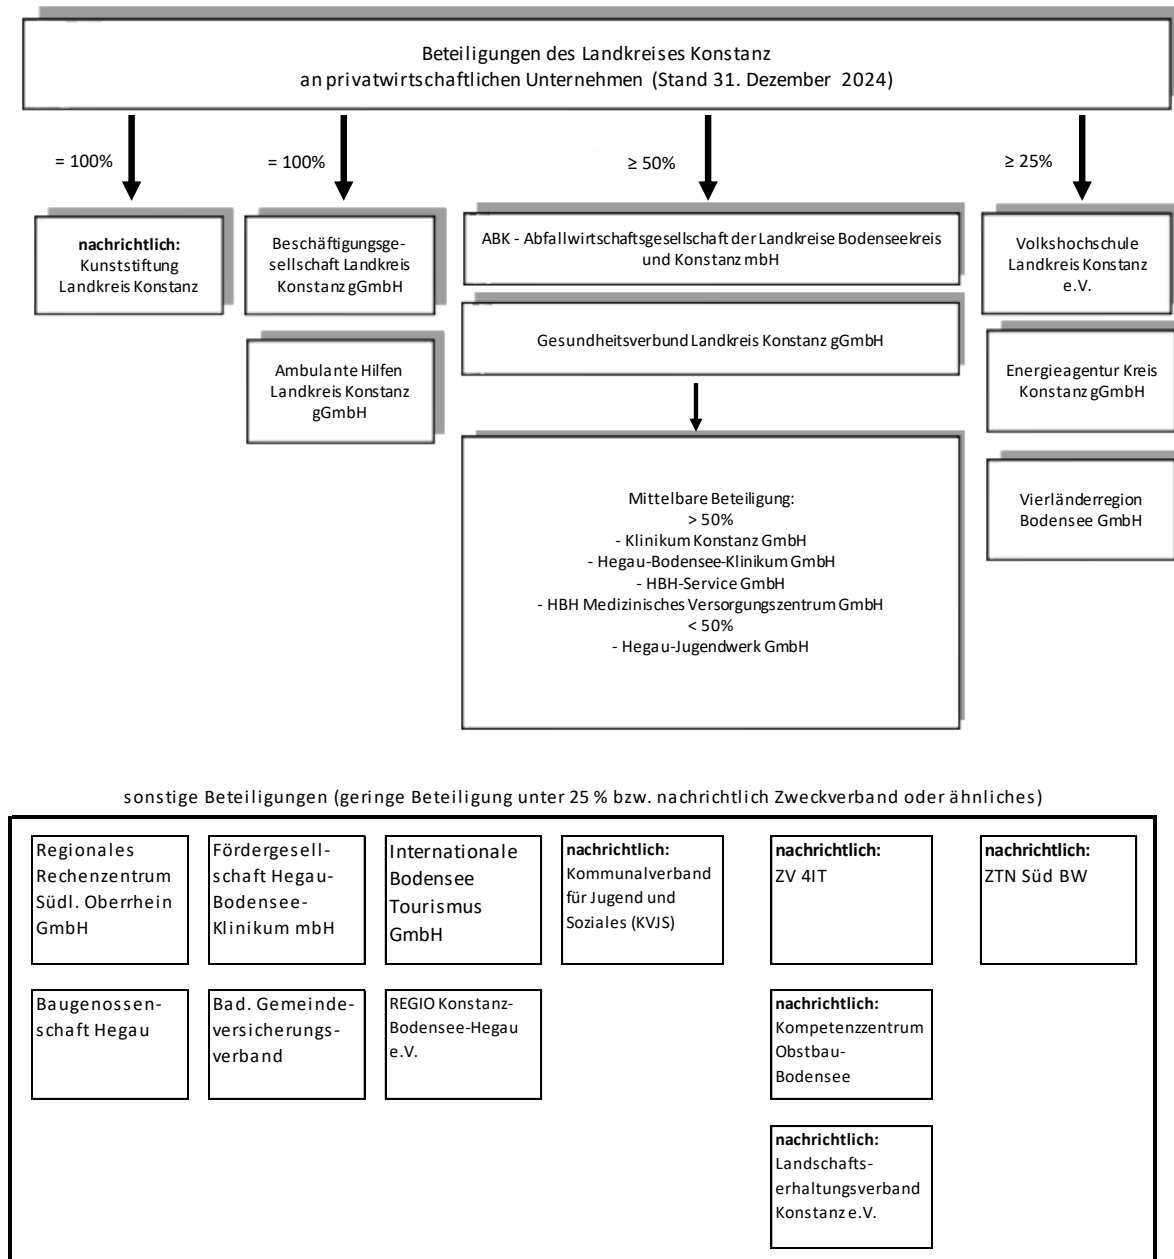 Beteiligungen des Landkreises Konstanz
an privatwirtschaftlichen Unternehmen (Stand 31. Dezember 2024)
= 100%
= 100%
≥ 50%
≥ 25%
nachrichtlich:
Kunststiftung
Landkreis Konstanz
Beschäftigungsge-
sellschaft Landkreis
Konstanz gGmbH
Ambulante Hilfen
Landkreis Konstanz
gGmbH
ABK - Abfallwirtschaftsgesellschaft der Landkreise Bodenseekreis
und Konstanz mbH
Gesundheitsverbund Landkreis Konstanz gGmbH
Mittelbare Beteiligung:
> 50%
- Klinikum Konstanz GmbH
- Hegau-Bodensee-Klinikum GmbH
- HBH-Service GmbH
- HBH Medizinisches Versorgungszentrum GmbH
< 50%
- Hegau-Jugendwerk GmbH
Volkshochschule
Landkreis Konstanz
e.V.
Energieagentur Kreis
Konstanz gGmbH
Vierländerregion
Bodensee GmbH
sonstige Beteiligungen (geringe Beteiligung unter 25 % bzw. nachrichtlich Zweckverband oder ähnliches)
Regionales
Rechenzentrum
Südl. Oberrhein
GmbH
Fördergesell-
schaft Hegau-
Bodensee-
Klinikum mbH
Internationale
Bodensee
Tourismus
GmbH
nachrichtlich:
Kommunalverband
für Jugend und
Soziales (KVJS)
nachrichtlich:
ZV 4IT
nachrichtlich:
ZTN Süd BW
Baugenossen-
schaft Hegau
Bad. Gemeinde-
versicherungs-
verband
REGIO Konstanz-
Bodensee-Hegau
e.V.
nachrichtlich:
Kompetenzzentrum
Obstbau-
Bodensee
nachrichtlich:
Landschafts-
erhaltungsverband
Konstanz e.V.